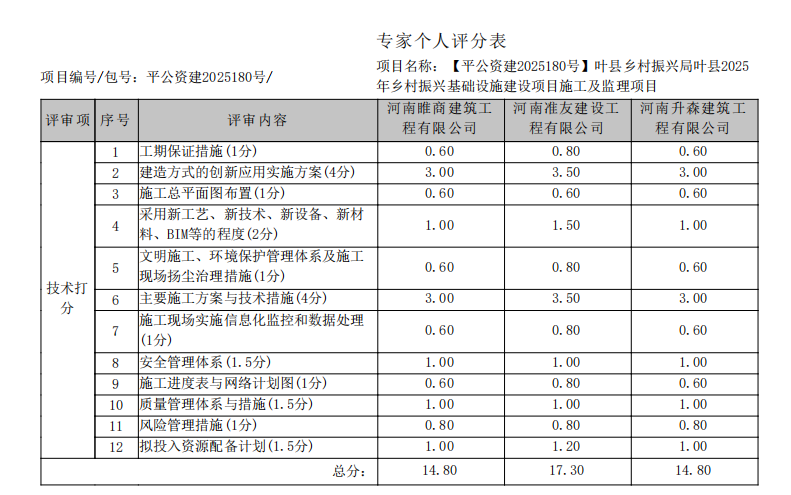 专家个人评分表
项目编号/包号: 平公资建2025180号/
项目名称: 【平公资建2025180号】叶县乡村振兴局叶县2025
年乡村振兴基础设施建设项目施工及监理项目
评审项 序号 评审内容 河南睢商建筑工程有限公司 河南准友建设工程有限公司 河南升森建筑工程有限公司
技术打分
1 工期保证措施(1分) 0.60 0.80 0.60
2 建造方式的创新应用实施方案(4分) 3.00 3.50 3.00
3 施工总平面图布置(1分) 0.60 0.60 0.60
4 采用新工艺、新技术、新设备、新材
料、BIM等的程度(2分) 1.00 1.50 1.00
5 文明施工、环境保护管理体系及施工
现场扬尘治理措施(1分) 0.60 0.80 0.60
6 主要施工方案与技术措施(4分) 3.00 3.50 3.00
7 施工现场实施信息化监控和数据处理
(1分) 0.60 0.80 0.60
8 安全管理体系(1.5分) 1.00 1.00 1.00
9 施工进度表与网络计划图(1分) 0.60 0.80 0.60
10 质量管理体系与措施(1.5分) 1.00 1.00 1.00
11 风险管理措施(1分) 0.80 0.80 0.80
12 拟投入资源配备计划(1.5分) 1.00 1.20 1.00
总分: 14.80 17.30 14.80